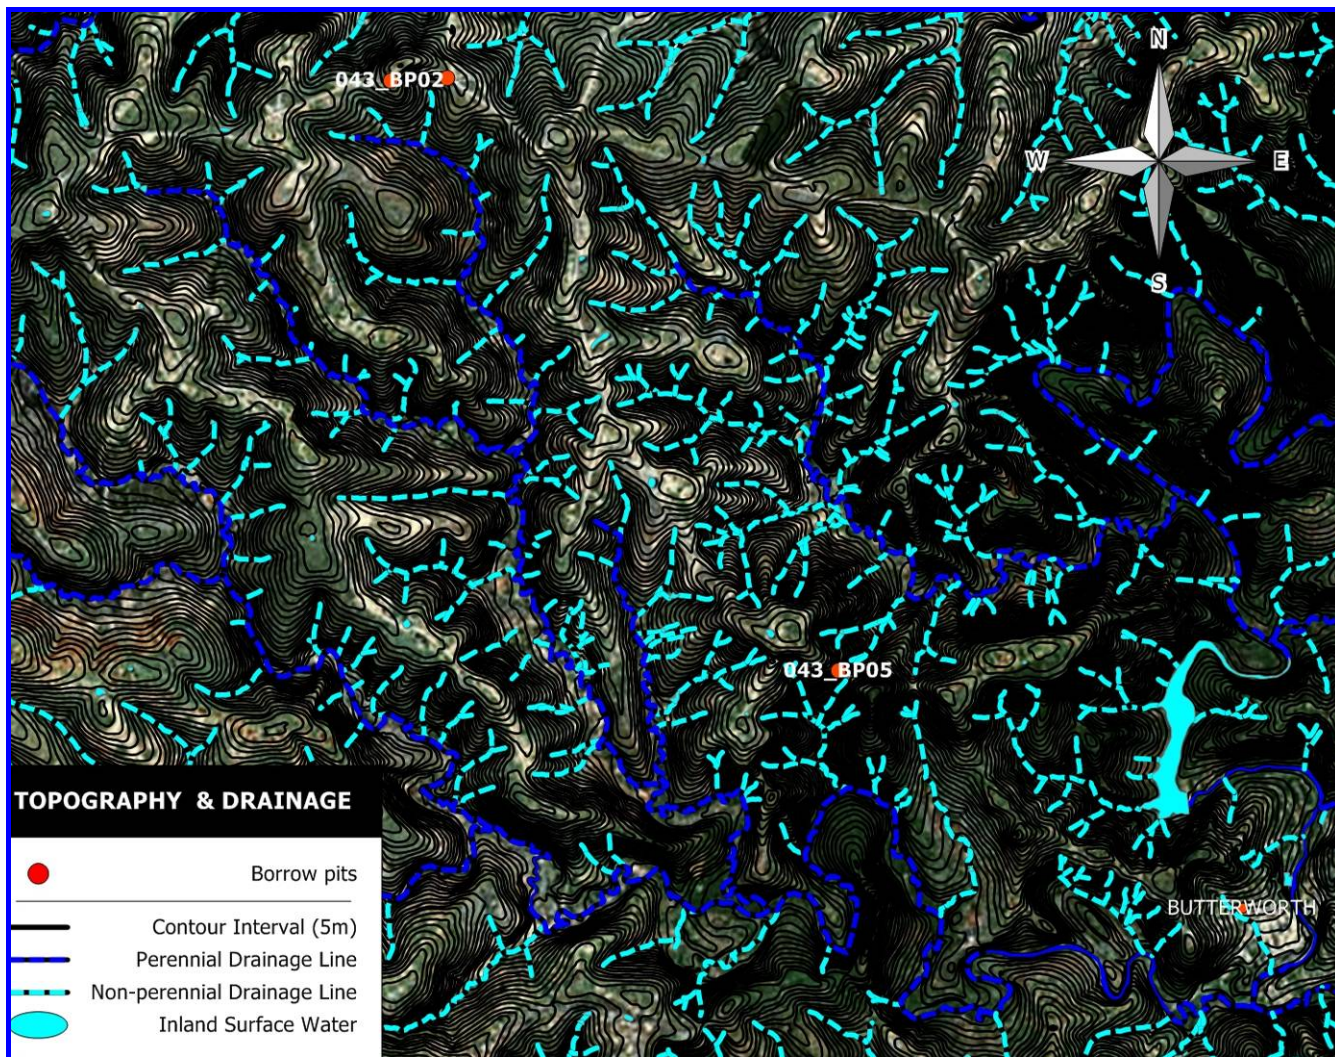 N
043_BP02
W
E
S
043_BP05
TOPOGRAPHY & DRAINAGE
Borrow pits
Contour Interval (5m)
Perennial Drainage Line
Non-perennial Drainage Line
Inland Surface Water
BUTTERWORTH